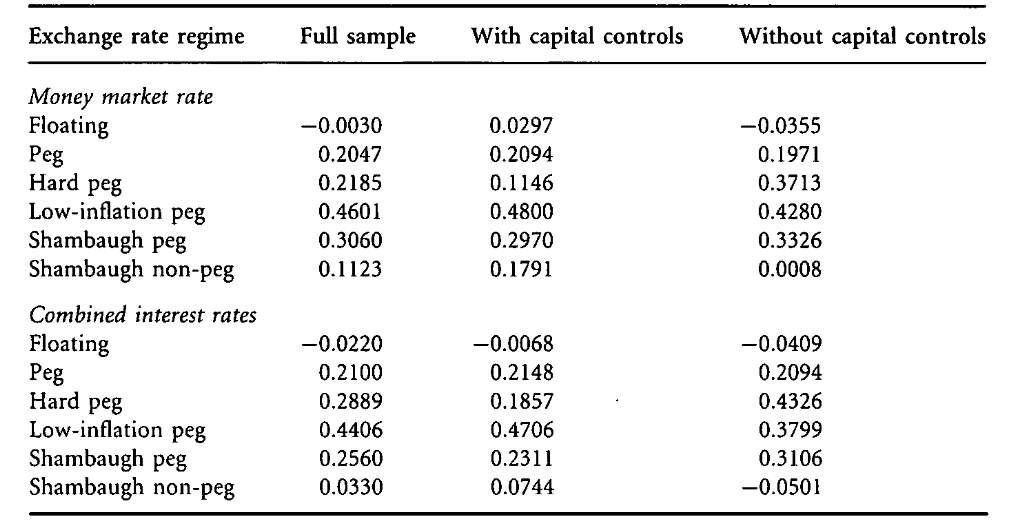 Exchange rate regime Full sample With capital controls Without capital controls
Money market rate
Floating −0.0030 0.0297 −0.0355
Peg 0.2047 0.2094 0.1971
Hard peg 0.2185 0.1146 0.3713
Low-inflation peg 0.4601 0.4800 0.4280
Shambaugh peg 0.3060 0.2970 0.3326
Shambaugh non-peg 0.1123 0.1791 0.0008
Combined interest rates
Floating −0.0220 −0.0068 −0.0409
Peg 0.2100 0.2148 0.2094
Hard peg 0.2889 0.1857 0.4326
Low-inflation peg 0.4406 0.4706 0.3799
Shambaugh peg 0.2560 0.2311 0.3106
Shambaugh non-peg 0.0330 0.0744 −0.0501